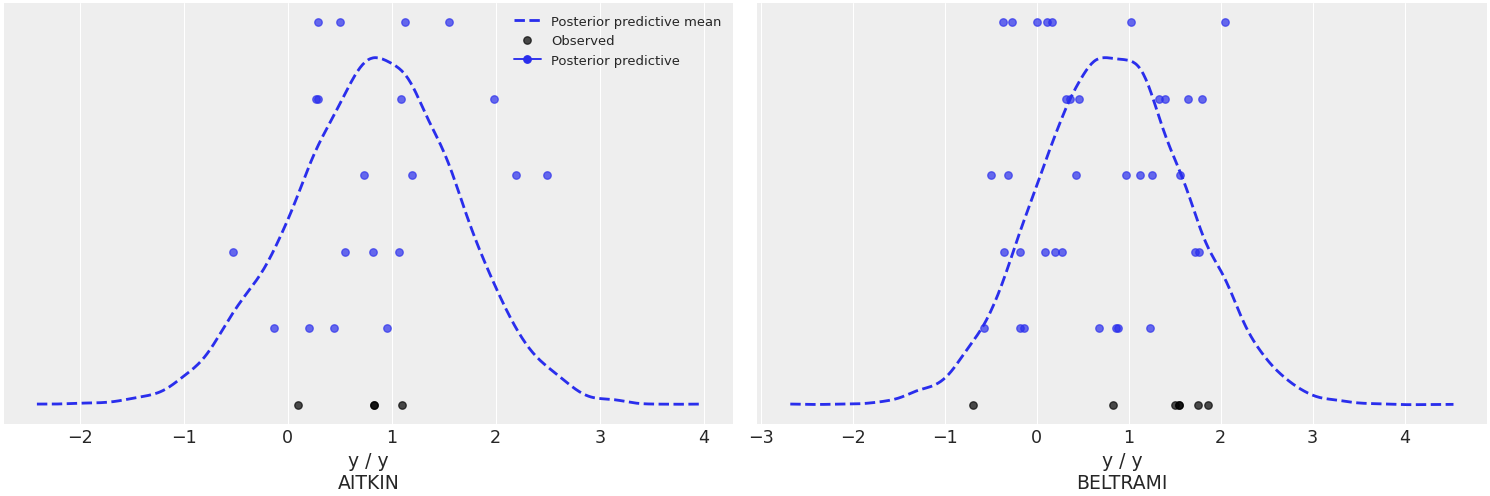 Posterior predictive mean
Observed
Posterior predictive
−2 −1 0 1 2 3 4
y / y
AITKIN
−3 −2 −1 0 1 2 3 4
y / y
BELTRAMI